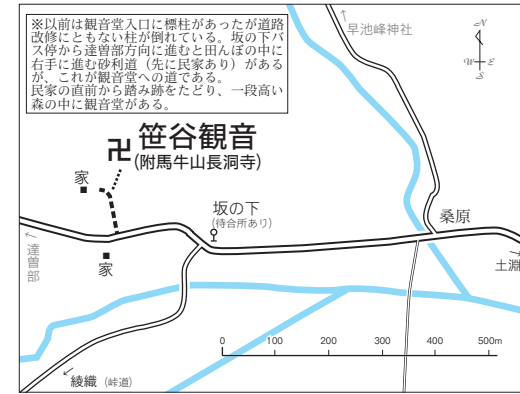 ※以前は観音堂入口に標柱があったが道路
改修にともない柱が倒れている。坂の下バ
ス停から達曽部方向に進むと田んぼの中に
右手に進む砂利道（先に民家あり）がある
が、これが観音堂への道である。
民家の直前から踏み跡をたどり、一段高い
森の中に観音堂がある。
早池峰神社
N
W E
S
卍 笹谷観音
(附馬牛山長洞寺)
家
坂の下
(待合所あり)
桑原
達曽部
家
土淵
0 100 200 300 400 500m
綾織 (峠道)